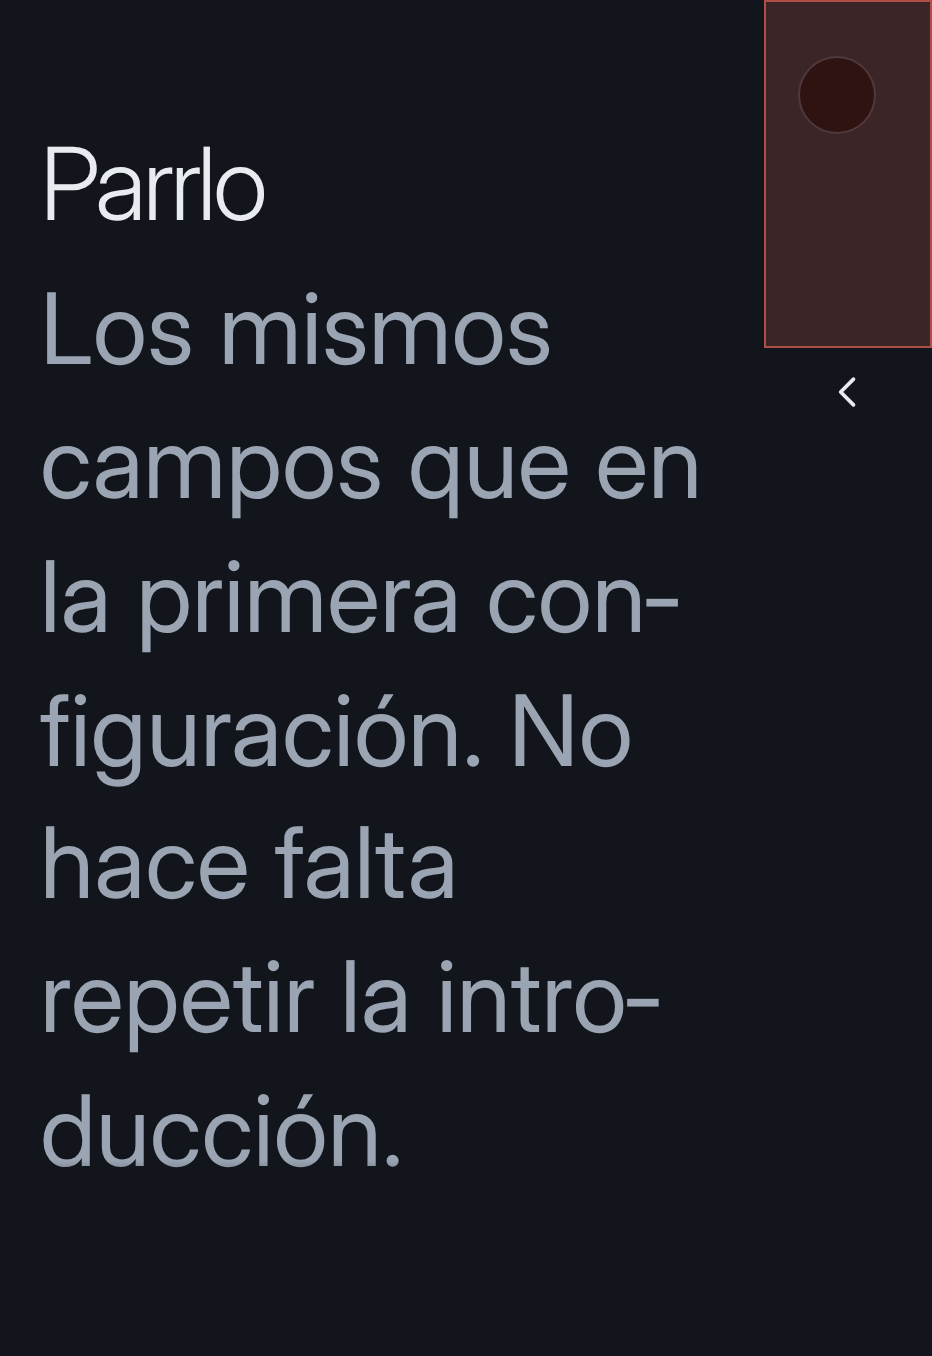 Parrlo
Los mismos
campos que en
la primera con-
figuración. No
hace falta
repetir la intro-
ducción.